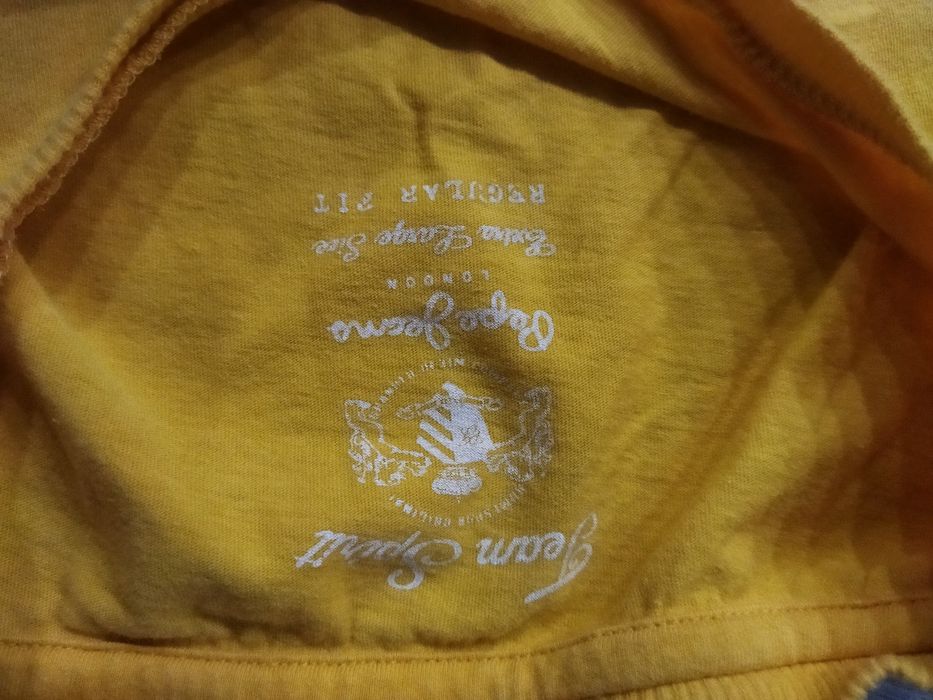 Team Spirit
Pepe Jeans
LONDON
Extra Large Size
REGULAR FIT